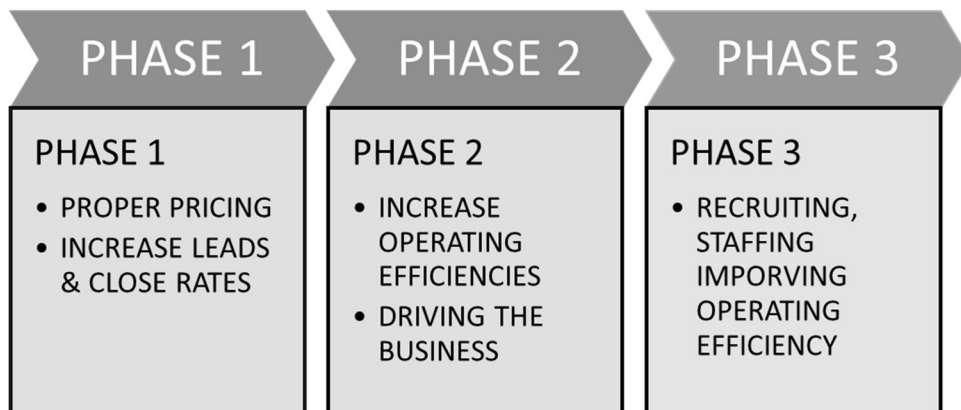 PHASE 1
PHASE 2
PHASE 3
PHASE 1
• PROPER PRICING
• INCREASE LEADS
& CLOSE RATES
PHASE 2
• INCREASE
OPERATING
EFFICIENCIES
• DRIVING THE
BUSINESS
PHASE 3
• RECRUITING,
STAFFING
IMPORVING
OPERATING
EFFICIENCY